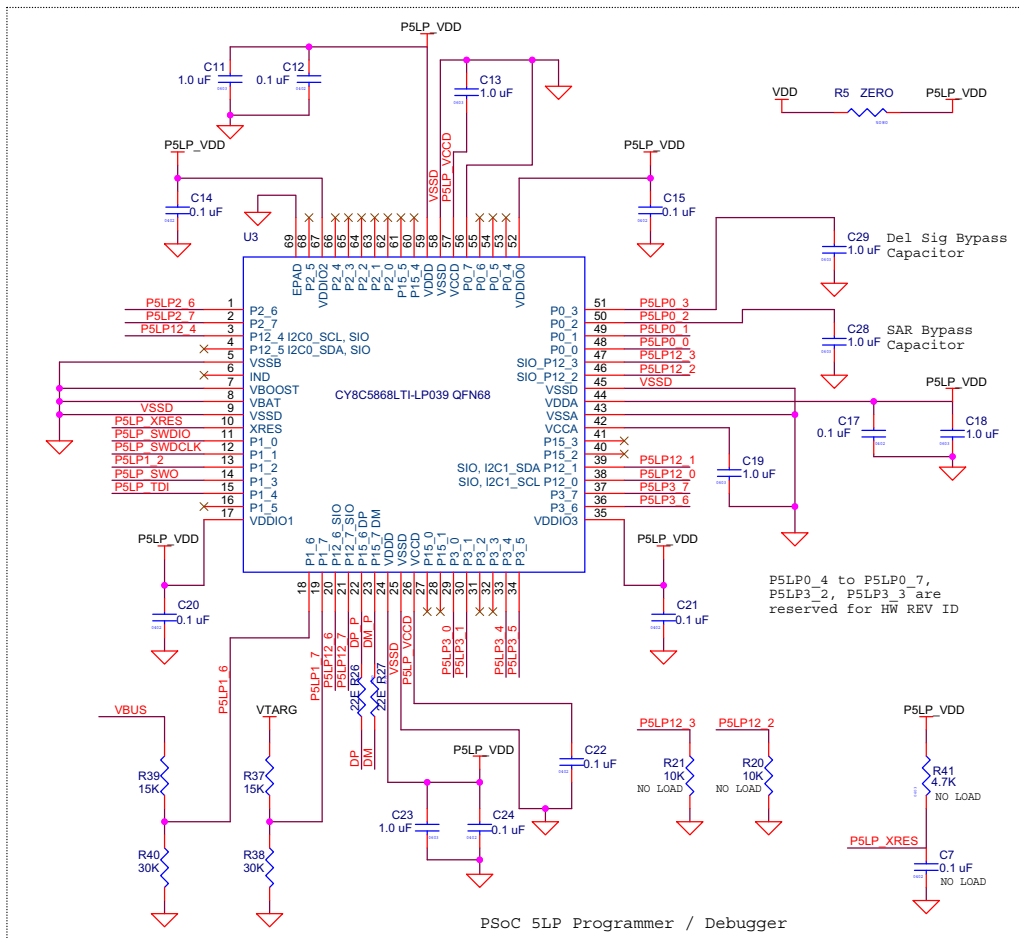 P5LP_VDD
C11
1.0 uF
C12
0.1 uF
C13
1.0 uF
VDD
R5 ZERO
P5LP_VDD
VSSD
P5LP_VCCD
P5LP_VDD
C14
0.1 uF
P5LP_VDD
C15
0.1 uF
C29
1.0 uF
Del Sig Bypass
Capacitor
C28
1.0 uF
SAR Bypass
Capacitor
U3
69 EPAD
68 P2_5
67 VDDIO2
66 P2_4
65 P2_3
64 P2_2
63 P2_1
62 P2_0
61 P15_5
60 P15_4
59 VDDD
58 VSSD
57 VCCD
56 P0_7
55 P0_6
54 P0_5
53 P0_4
52 VDDIO0
CY8C5868LTI-LP039 QFN68
P5LP2_6 1 P2_6
P5LP2_7 2 P2_7
P5LP12_4 3 P12_4 I2C0_SCL, SIO
4 P12_5 I2C0_SDA, SIO
5 VSSB
6 IND
7 VBOOST
8 VBAT
VSSD 9 VSSD
P5LP_XRES 10 XRES
P5LP_SWDIO 11 P1_0
P5LP_SWDCLK 12 P1_1
P5LP1_2 13 P1_2
P5LP_SWO 14 P1_3
P5LP_TDI 15 P1_4
16 P1_5
17 VDDIO1
P0_3 51 P5LP0_3
P0_2 50 P5LP0_2
P0_1 49 P5LP0_1
P0_0 48 P5LP0_0
SIO_P12_3 47 P5LP12_3
SIO_P12_2 46 P5LP12_2
VSSD 45 VSSD
VDDA 44
VSSA 43
VCCA 42
P15_3 41
P15_2 40
SIO, I2C1_SDA P12_1 39 P5LP12_1
SIO, I2C1_SCL P12_0 38 P5LP12_0
P3_7 37 P5LP3_7
P3_6 36 P5LP3_6
VDDIO3 35
P5LP_VDD
C17
0.1 uF
C18
1.0 uF
C19
1.0 uF
P1_6 18 P5LP1_6
P1_7 19 P5LP1_7
P12_6_SIO 20 P5LP12_6
P12_7_SIO 21 P5LP12_7
P15_6_DP 22 DP_P
P15_7_DM 23 DM_P
VDDD 24
VSSD 25 VSSD
VCCD 26 P5LP_VCCD
P15_0 27
P15_1 28
P3_0 29 P5LP3_0
P3_1 30 P5LP3_1
P3_2 31
P3_3 32
P3_4 33 P5LP3_4
P3_5 34 P5LP3_5
P5LP_VDD
C20
0.1 uF
P5LP_VDD
C21
0.1 uF
P5LP0_4 to P5LP0_7,
P5LP3_2, P5LP3_3 are
reserved for HW REV ID
22E R26
22E R27
DP
DM
VBUS
R39
15K
R40
30K
VTARG
R37
15K
R38
30K
P5LP_VDD
C23
1.0 uF
C24
0.1 uF
C22
0.1 uF
P5LP12_3
R21
10K
NO LOAD
P5LP12_2
R20
10K
NO LOAD
P5LP_VDD
R41
4.7K
NO LOAD
P5LP_XRES
C7
0.1 uF
NO LOAD
PSoC 5LP Programmer / Debugger